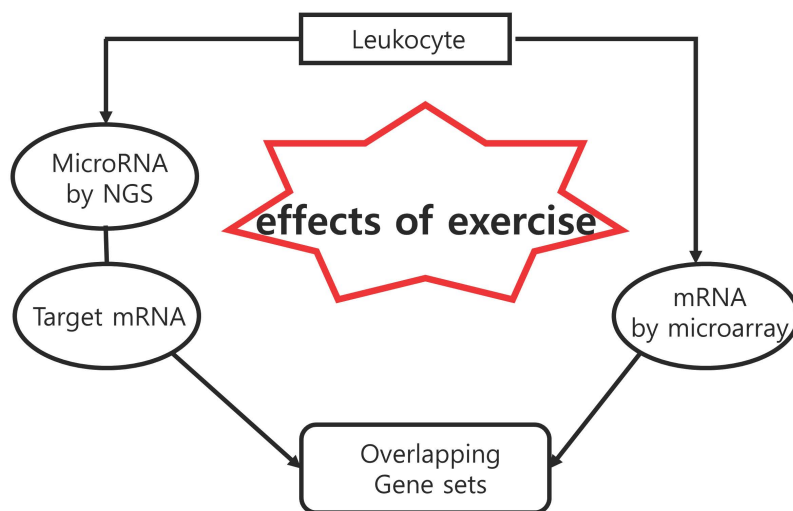 Leukocyte
MicroRNA
by NGS
effects of exercise
Target mRNA
mRNA
by microarray
Overlapping
Gene sets